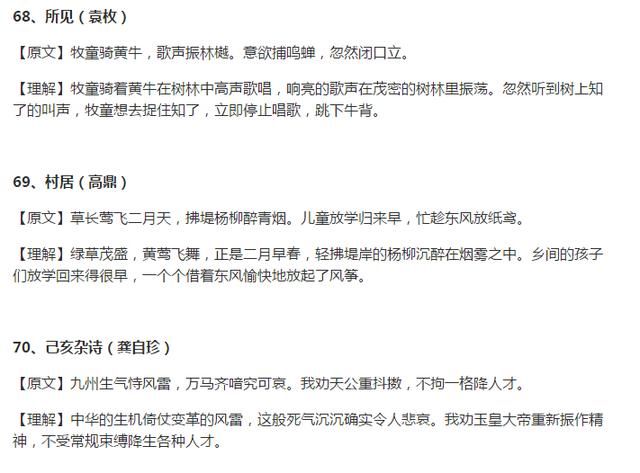 68、所见（袁枚）
【原文】牧童骑黄牛，歌声振林樾。意欲捕鸣蝉，忽然闭口立。
【理解】牧童骑着黄牛在树林中高声歌唱，响亮的歌声在茂密的树林里振荡。忽然听到树上知
了的叫声，牧童想去捉住知了，立即停止唱歌，跳下牛背。
69、村居（高鼎）
【原文】草长莺飞二月天，拂堤杨柳醉青烟。儿童放学归来早，忙趁东风放纸鸢。
【理解】绿草茂盛，黄莺飞舞，正是二月早春，轻拂堤岸的杨柳沉醉在烟雾之中。乡间的孩子
们放学回来得很早，一个个借着东风愉快地放起了风筝。
70、己亥杂诗（龚自珍）
【原文】九州生气恃风雷，万马齐喑究可哀。我劝天公重抖擞，不拘一格降人才。
【理解】中华的生机倚仗变革的风雷，这般死气沉沉确实令人悲哀。我劝玉皇大帝重新振作精
神，不受常规束缚降生各种人才。